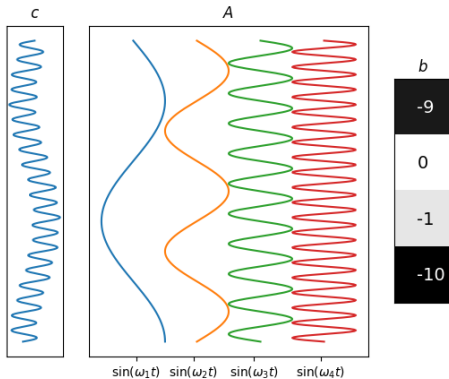 c
A
b
-9
0
-1
-10
sin(ω₁t) sin(ω₂t) sin(ω₃t) sin(ω₄t)